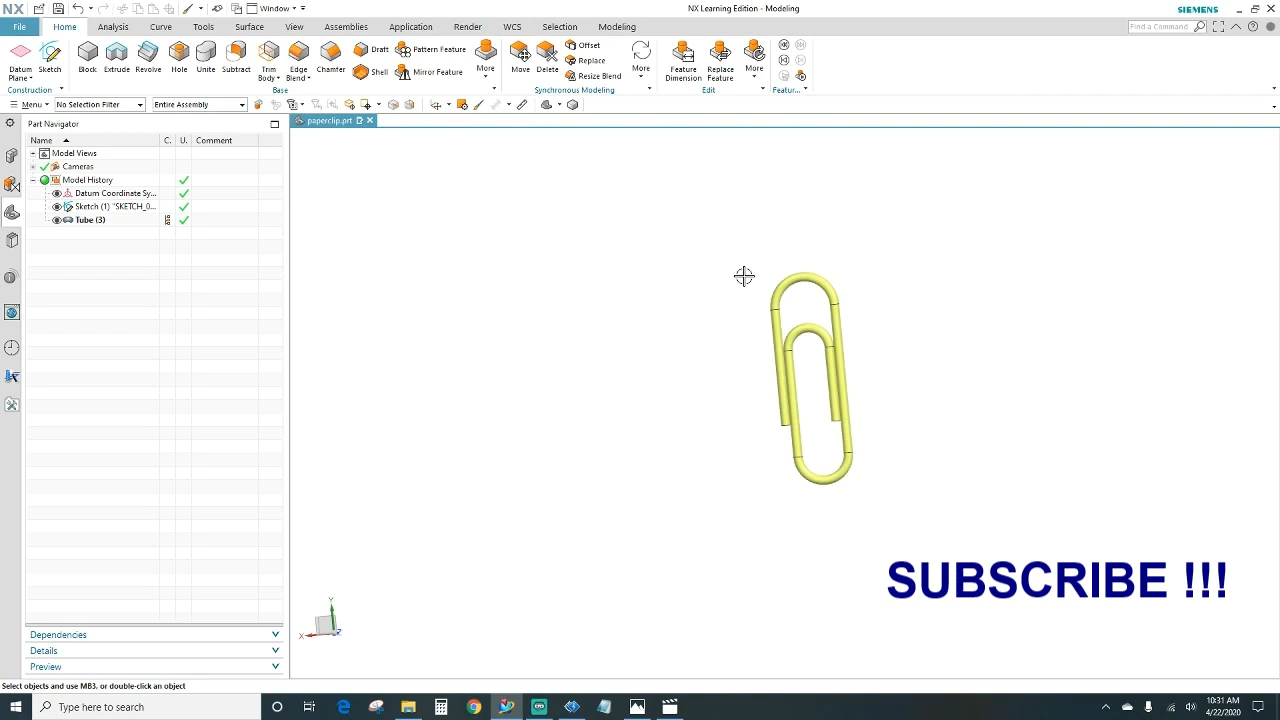 NX
Window
NX Learning Edition - Modeling
SIEMENS
File
Home
Analysis
Curve
Tools
Surface
View
Assemblies
Application
Render
WCS
Selection
Modeling
Find a Command
Datum Plane
Sketch
Block
Extrude
Revolve
Hole
Unite
Subtract
Trim Body
Edge Blend
Chamfer
Draft
Shell
Pattern Feature
Mirror Feature
More
Move
Delete
Offset
Replace
Resize Blend
More
Feature Dimension
Replace Feature
More
Construction
Base
Synchronous Modeling
Edit
Featur...
Menu
No Selection Filter
Entire Assembly
Part Navigator
paperclip.prt
Name
C.
U.
Comment
Model Views
Cameras
Model History
Datum Coordinate Sy...
Sketch (1) "SKETCH_0...
Tube (3)
SUBSCRIBE !!!
Y
X
Z
Dependencies
Details
Preview
Select objects and use MB3, or double-click an object
Type here to search
10:31 AM
4/22/2020